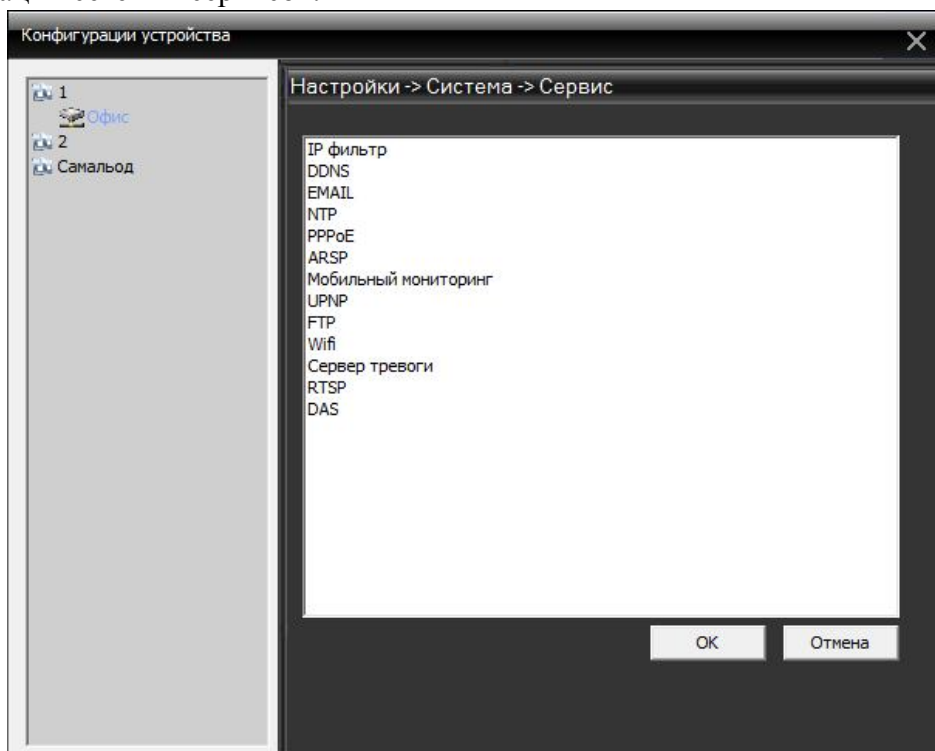 Конфигурации устройства
1
Офис
2
Самальод
Настройки -> Система -> Сервис
IP фильтр
DDNS
EMAIL
NTP
PPPoE
ARSP
Мобильный мониторинг
UPNP
FTP
Wifi
Сервер тревоги
RTSP
DAS
OK
Отмена